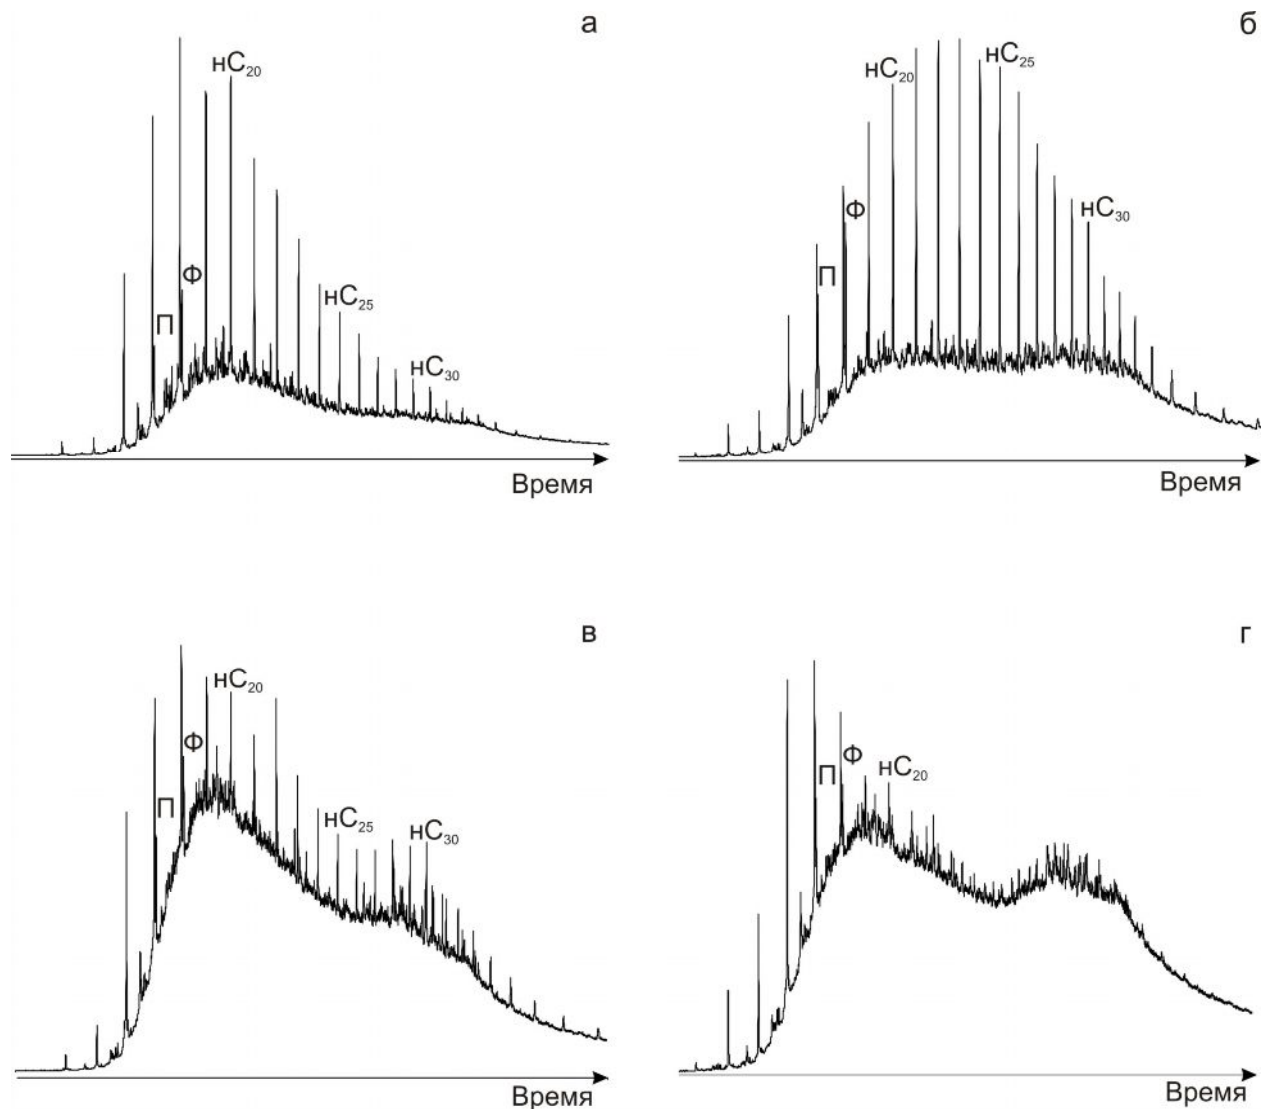 а
нС₂₀
Ф
П
нС₂₅
нС₃₀
Время
б
нС₂₀
нС₂₅
Ф
П
нС₃₀
Время
в
нС₂₀
Ф
П
нС₂₅
нС₃₀
Время
г
Ф
П
нС₂₀
Время